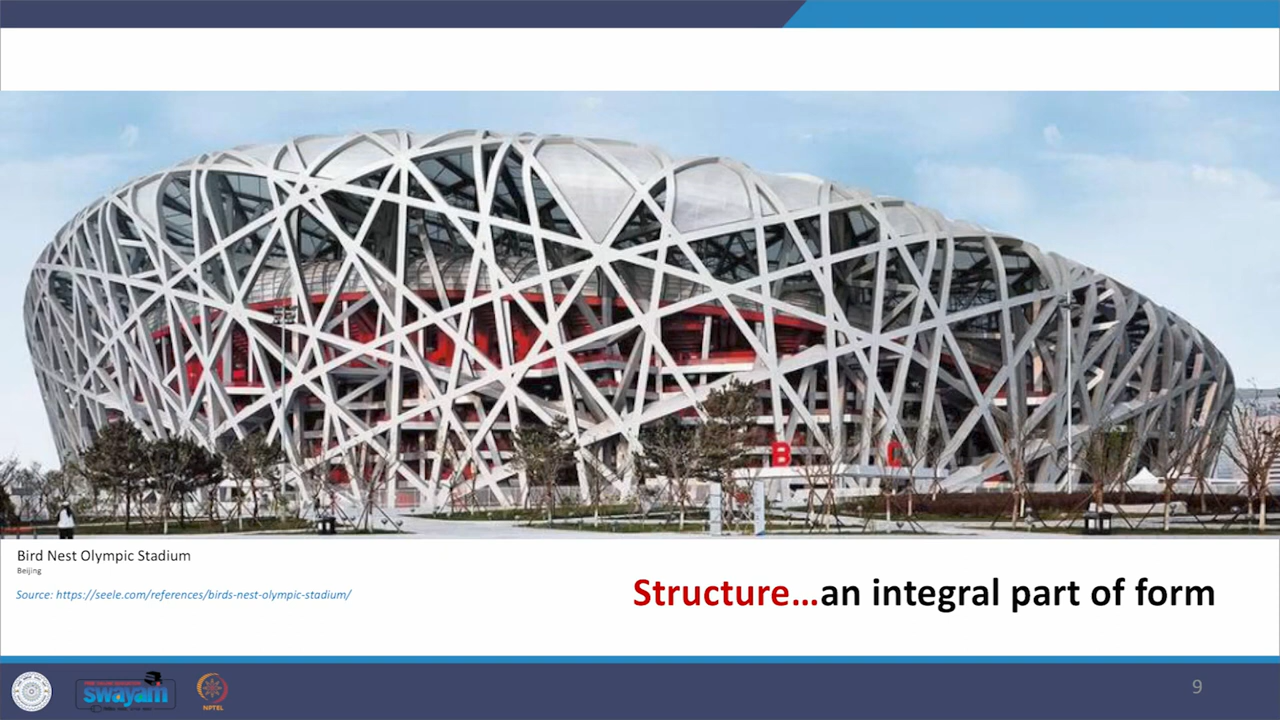 B C
Bird Nest Olympic Stadium
Beijing
Source: https://seele.com/references/birds-nest-olympic-stadium/
Structure...an integral part of form
swayam
NPTEL
9